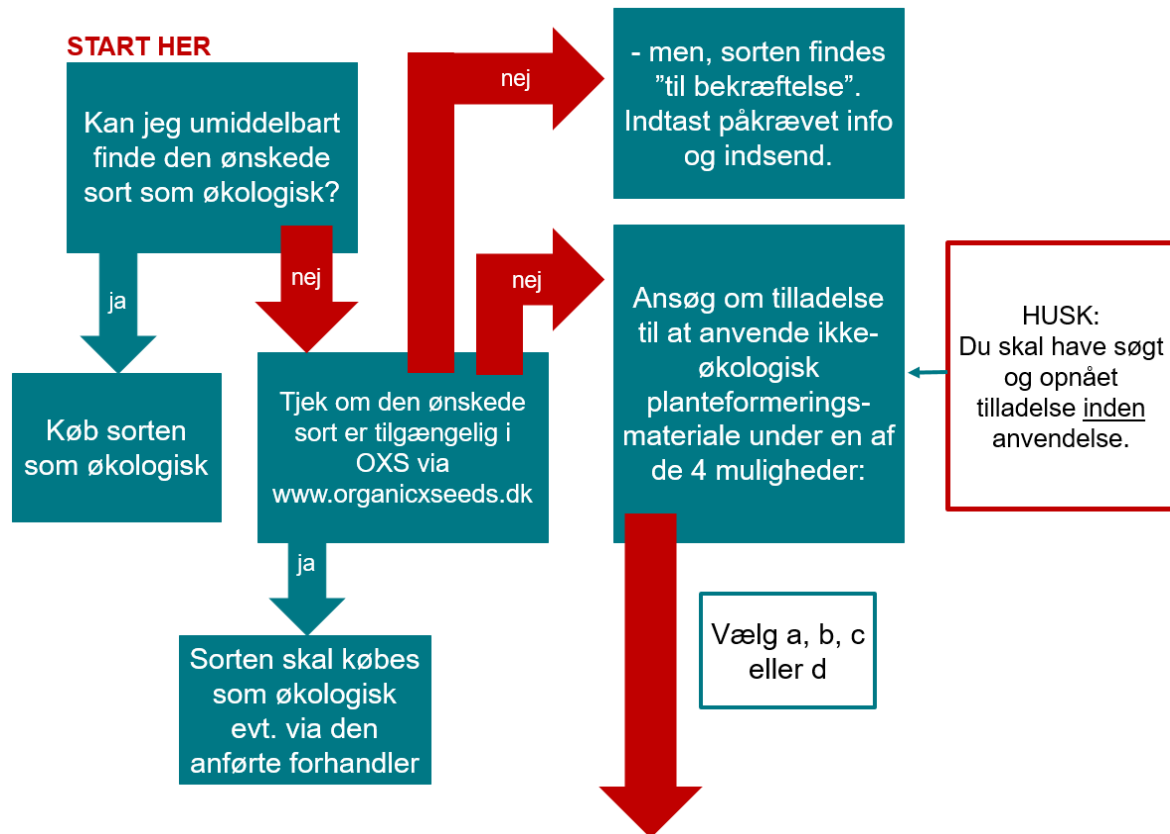 START HER
Kan jeg umiddelbart
finde den ønskede
sort som økologisk?
ja
nej
Køb sorten
som økologisk
Tjek om den ønskede
sort er tilgængelig i
OXS via
www.organicxseeds.dk
ja
Sorten skal købes
som økologisk
evt. via den
anførte forhandler
nej
- men, sorten findes
”til bekræftelse”.
Indtast påkrævet info
og indsend.
nej
Ansøg om tilladelse
til at anvende ikke-
økologisk
planteformerings-
materiale under en af
de 4 muligheder:
HUSK:
Du skal have søgt
og opnået
tilladelse inden
anvendelse.
Vælg a, b, c
eller d